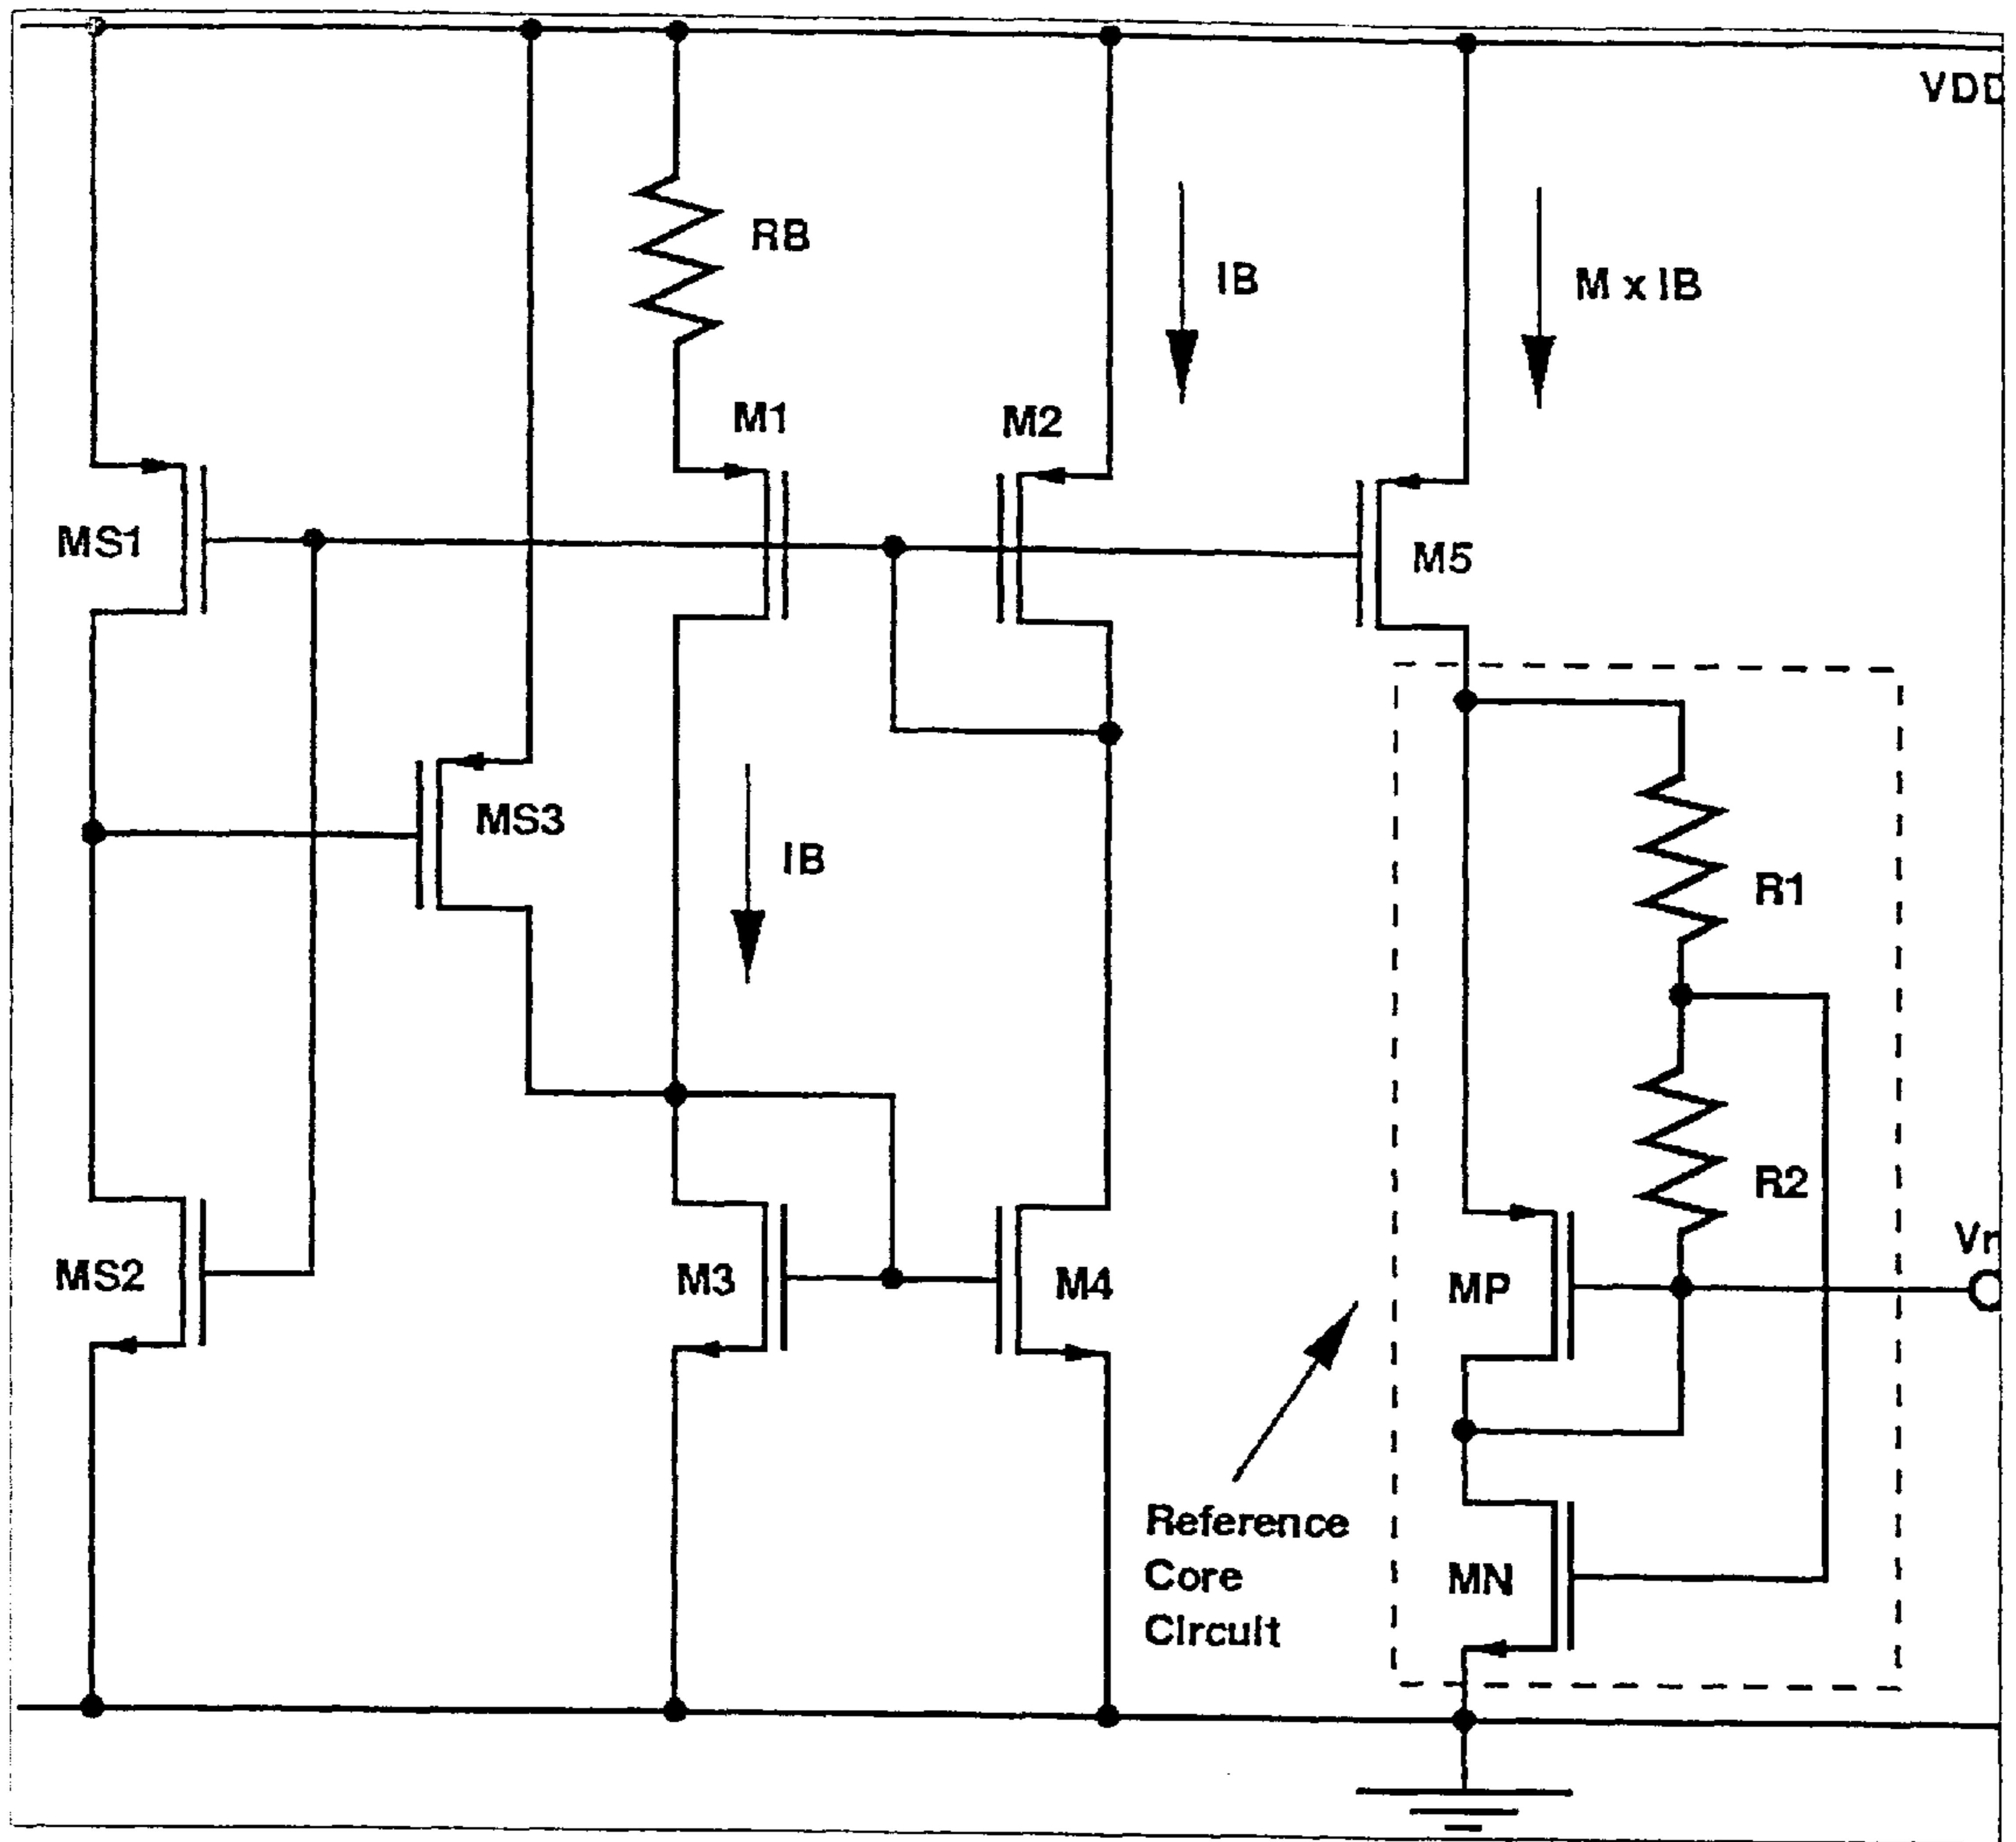 VDD
RB
IB
M x IB
M1
M2
MS1
M5
MS3
IB
R1
R2
Vr
MS2
M3
M4
MP
Reference
Core
Circuit
MN